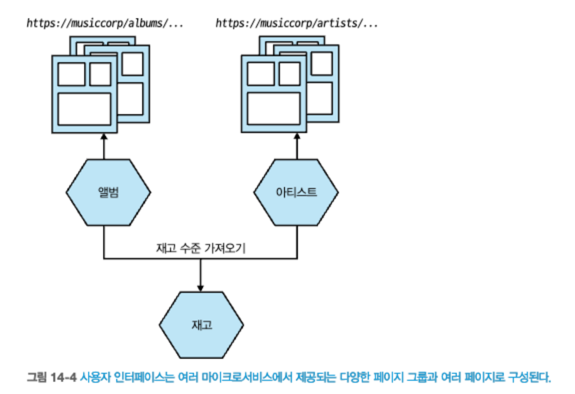 https://musiccorp/albums/... https://musiccorp/artists/...
앨범 아티스트
재고 수준 가져오기
재고
그림 14-4 사용자 인터페이스는 여러 마이크로서비스에서 제공되는 다양한 페이지 그룹과 여러 페이지로 구성된다.